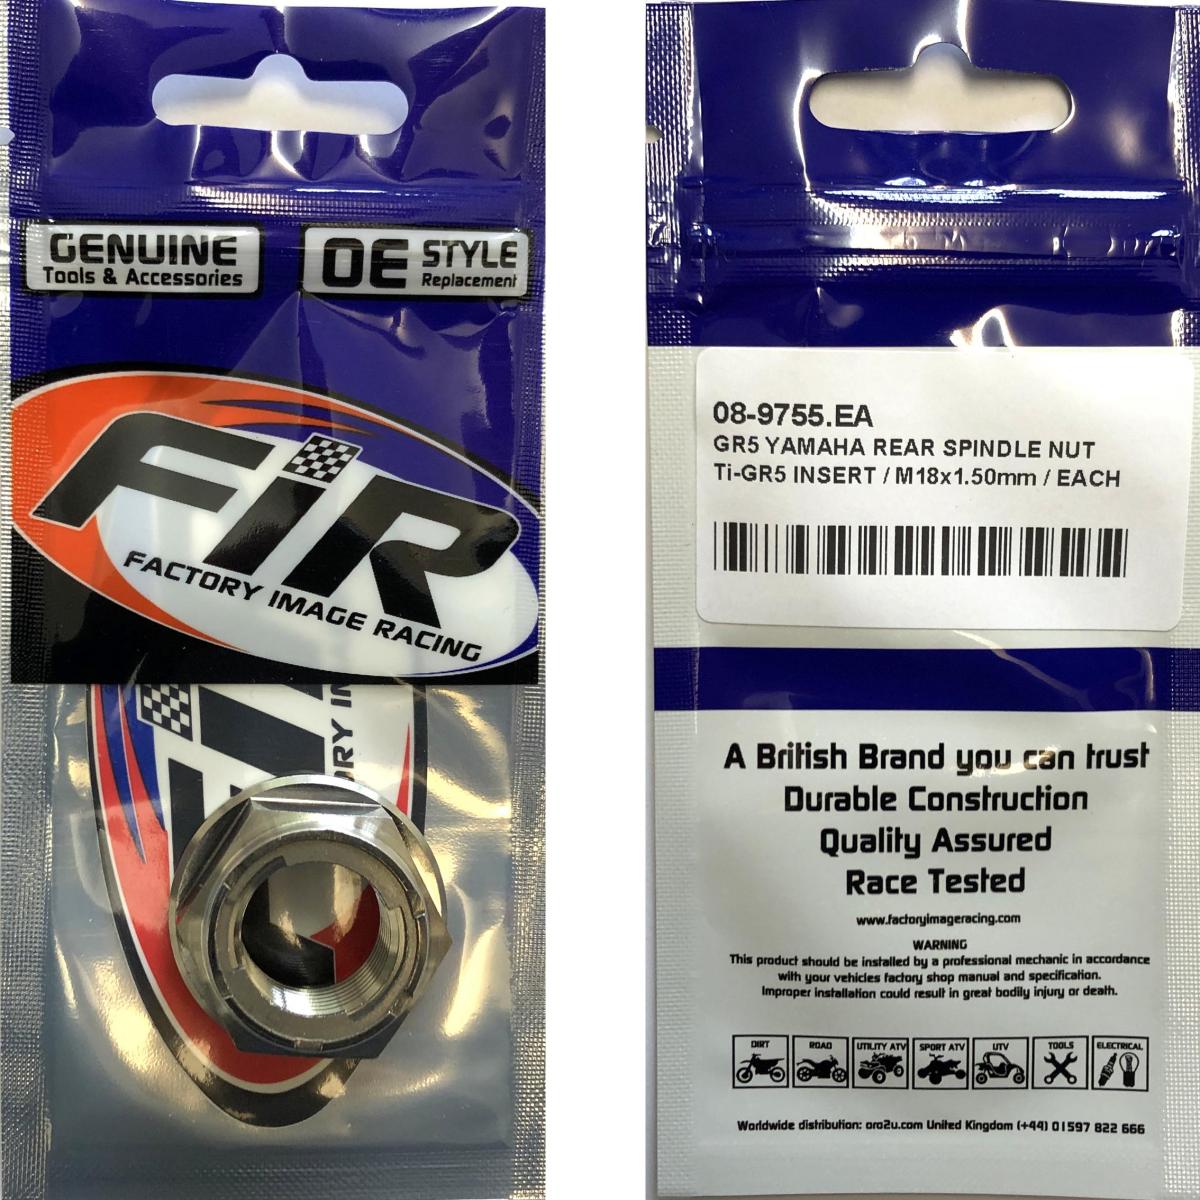 GENUINE
Tools & Accessories
OE STYLE
Replacement
FiR
FACTORY IMAGE RACING
08-9755.EA
GR5 YAMAHA REAR SPINDLE NUT
Ti-GR5 INSERT / M18x1.50mm / EACH
A British Brand you can trust
Durable Construction
Quality Assured
Race Tested
www.factoryimageracing.com
WARNING
This product should be installed by a professional mechanic in accordance
with your vehicles factory shop manual and specification.
Improper installation could result in great bodily injury or death.
DIRT ROAD UTILITY ATV SPORT ATV UTV TOOLS ELECTRICAL
Worldwide distribution: oro2u.com United Kingdom (+44) 01597 822 666